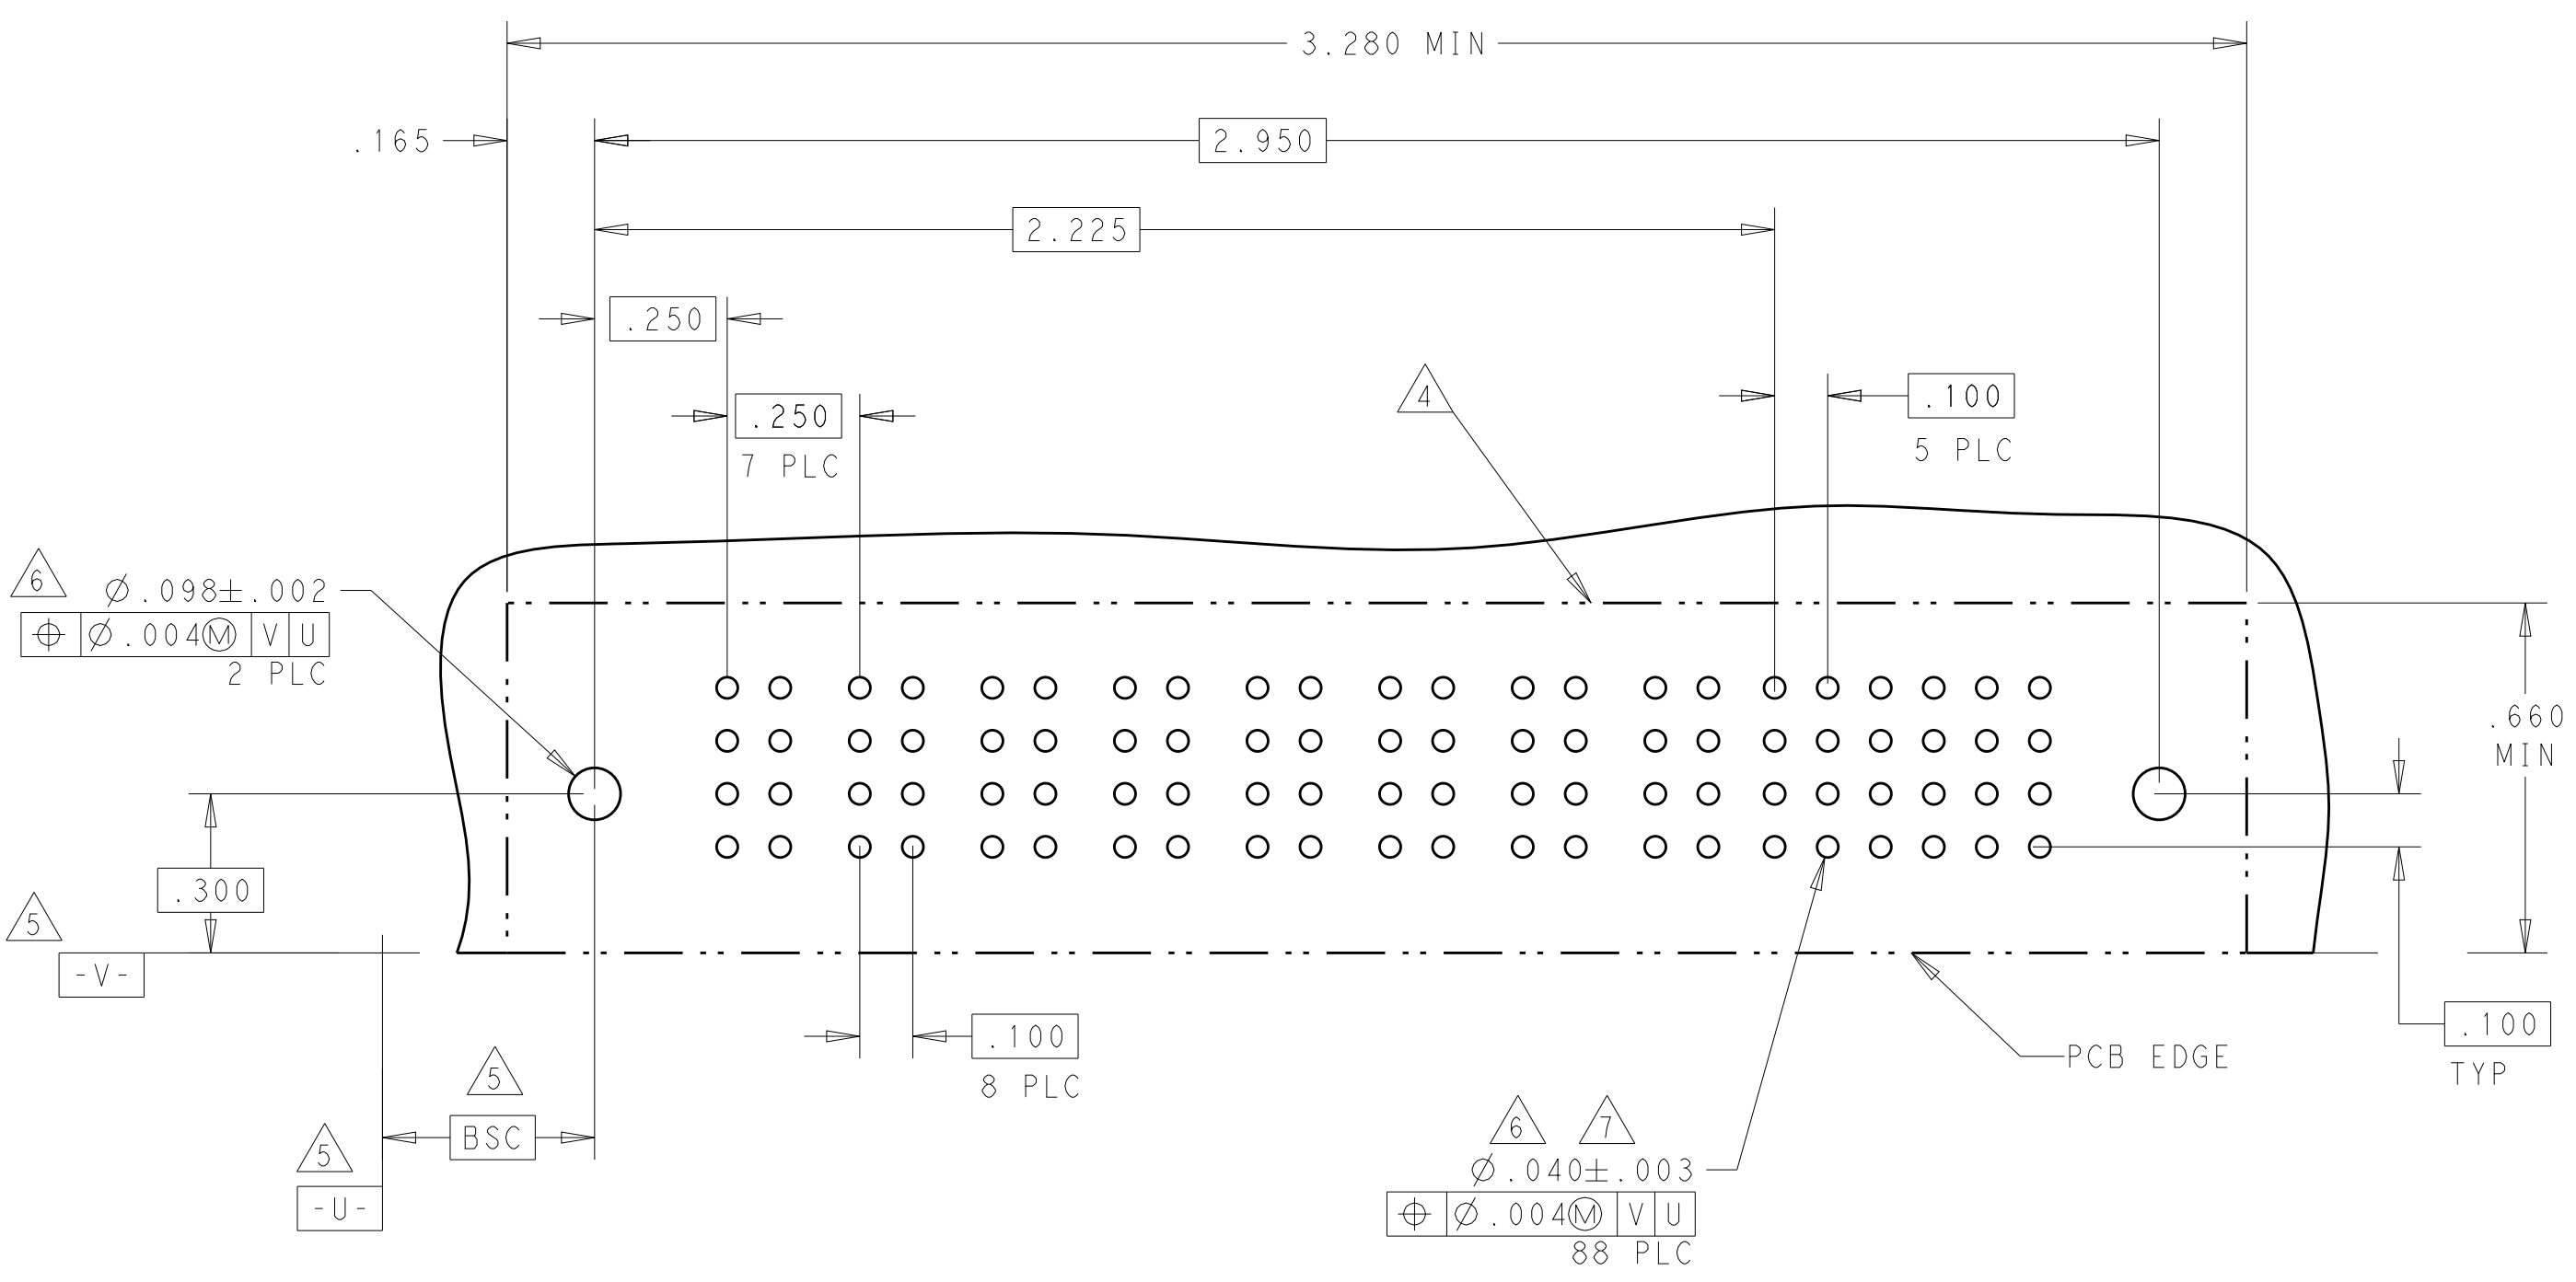 3.280 MIN
.165
2.950
2.225
.250
.250
7 PLC
4
.100
5 PLC
6
Ø.098±.002
⌖ Ø.004Ⓜ V U
2 PLC
.660
MIN
.300
5
-V-
.100
TYP
.100
8 PLC
PCB EDGE
5
BSC
5
-U-
6 7
Ø.040±.003
⌖ Ø.004Ⓜ V U
88 PLC